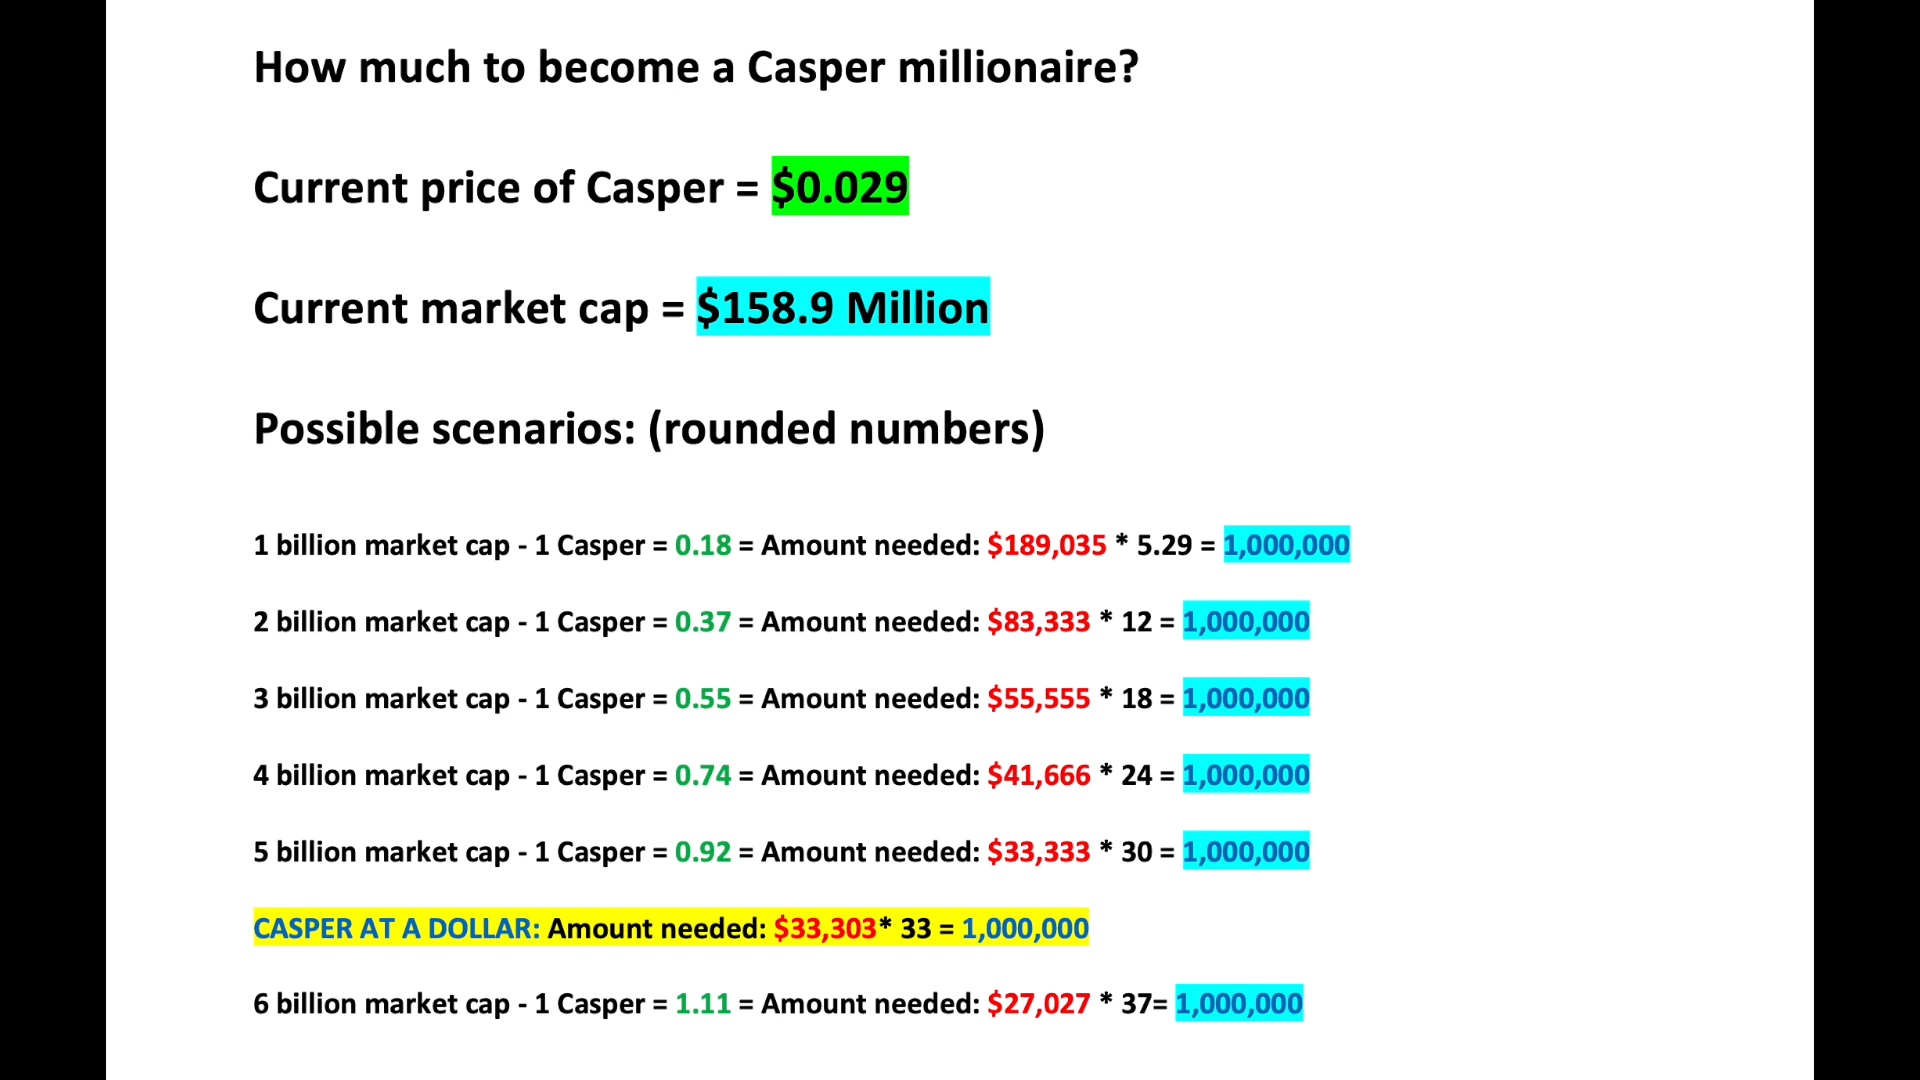 How much to become a Casper millionaire?
Current price of Casper = $0.029
Current market cap = $158.9 Million
Possible scenarios: (rounded numbers)
1 billion market cap - 1 Casper = 0.18 = Amount needed: $189,035 * 5.29 = 1,000,000
2 billion market cap - 1 Casper = 0.37 = Amount needed: $83,333 * 12 = 1,000,000
3 billion market cap - 1 Casper = 0.55 = Amount needed: $55,555 * 18 = 1,000,000
4 billion market cap - 1 Casper = 0.74 = Amount needed: $41,666 * 24 = 1,000,000
5 billion market cap - 1 Casper = 0.92 = Amount needed: $33,333 * 30 = 1,000,000
CASPER AT A DOLLAR: Amount needed: $33,303* 33 = 1,000,000
6 billion market cap - 1 Casper = 1.11 = Amount needed: $27,027 * 37= 1,000,000